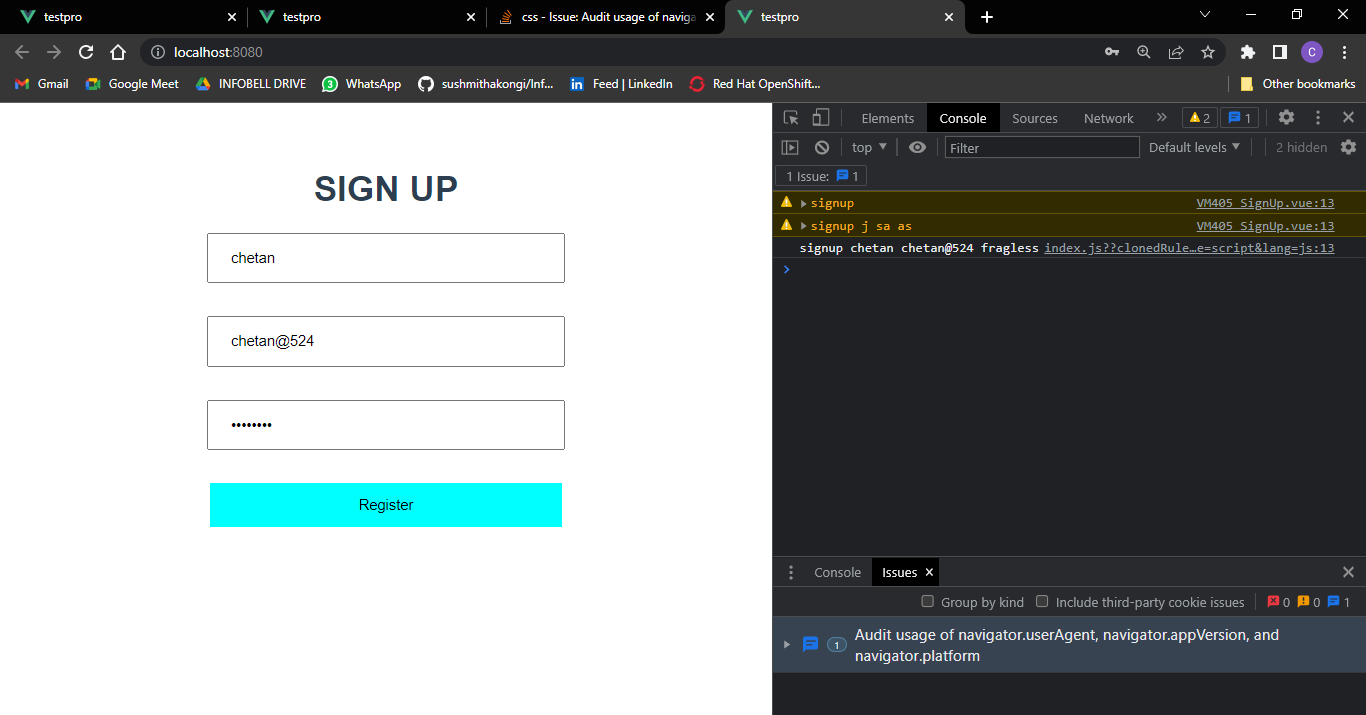 testpro
testpro
css - Issue: Audit usage of naviga
testpro
localhost:8080
C
Gmail
Google Meet
INFOBELL DRIVE
3
WhatsApp
sushmithakongi/Inf...
Feed | LinkedIn
Red Hat OpenShift...
Other bookmarks
SIGN UP
chetan
chetan@524
••••••••
Register
Elements
Console
Sources
Network
»
2
1
top
Filter
Default levels
2 hidden
1 Issue:
1
signup
VM405 SignUp.vue:13
signup j sa as
VM405 SignUp.vue:13
signup chetan chetan@524 fragless
index.js??clonedRule…e=script&lang=js:13
Console
Issues
Group by kind
Include third-party cookie issues
0
0
1
1
Audit usage of navigator.userAgent, navigator.appVersion, and
navigator.platform